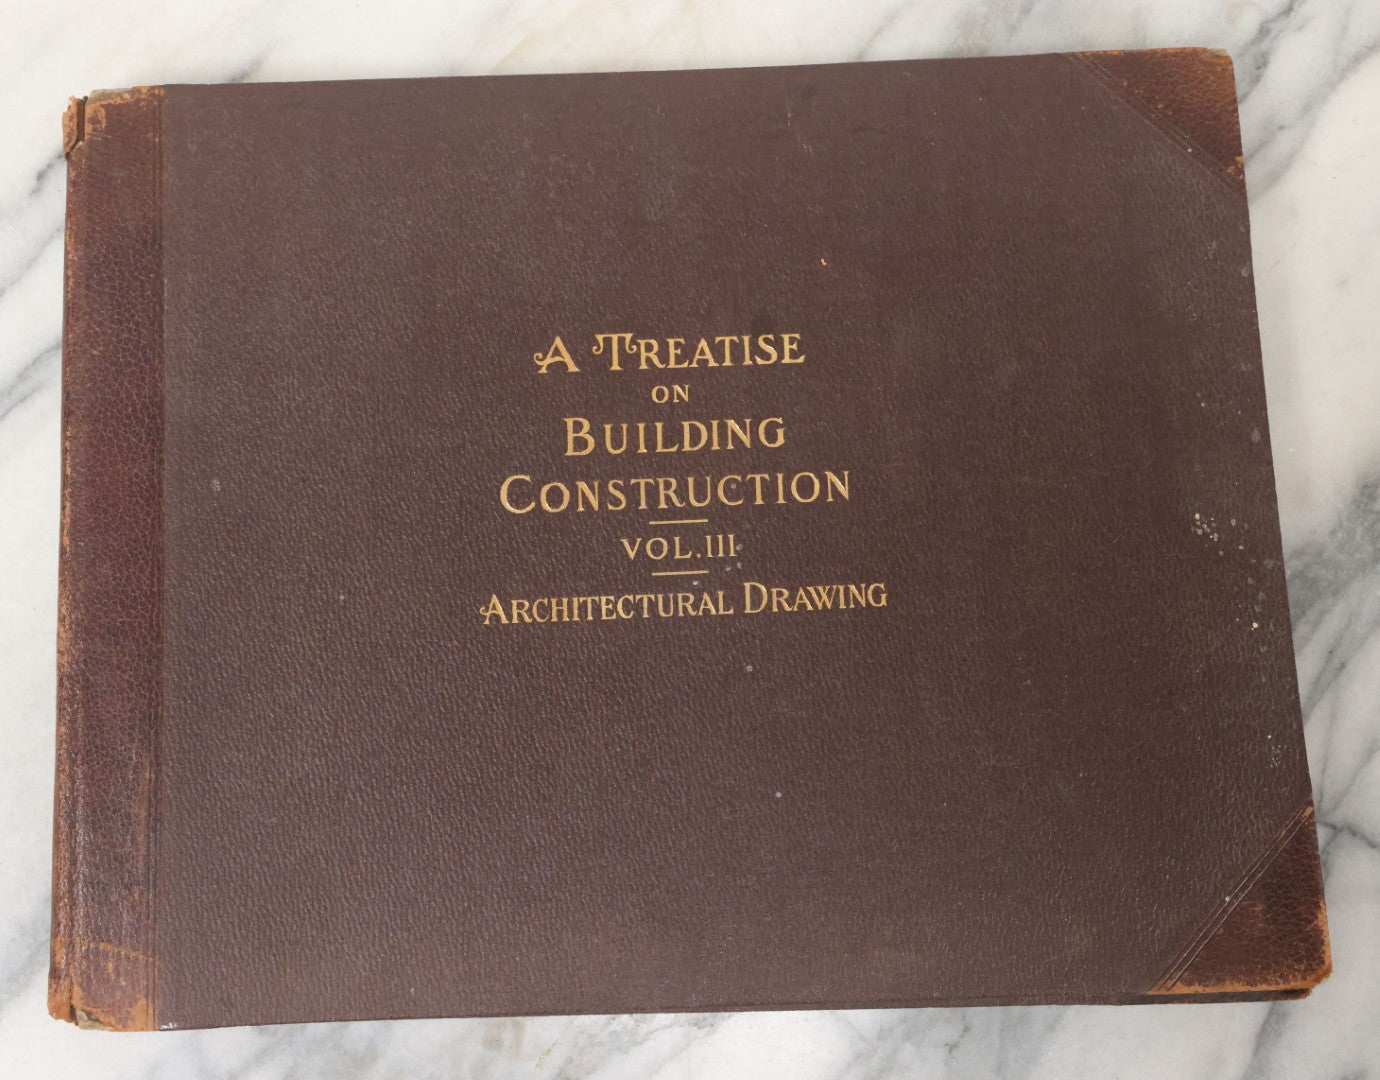 A TREATISE
ON
BUILDING
CONSTRUCTION
VOL. III
ARCHITECTURAL DRAWING